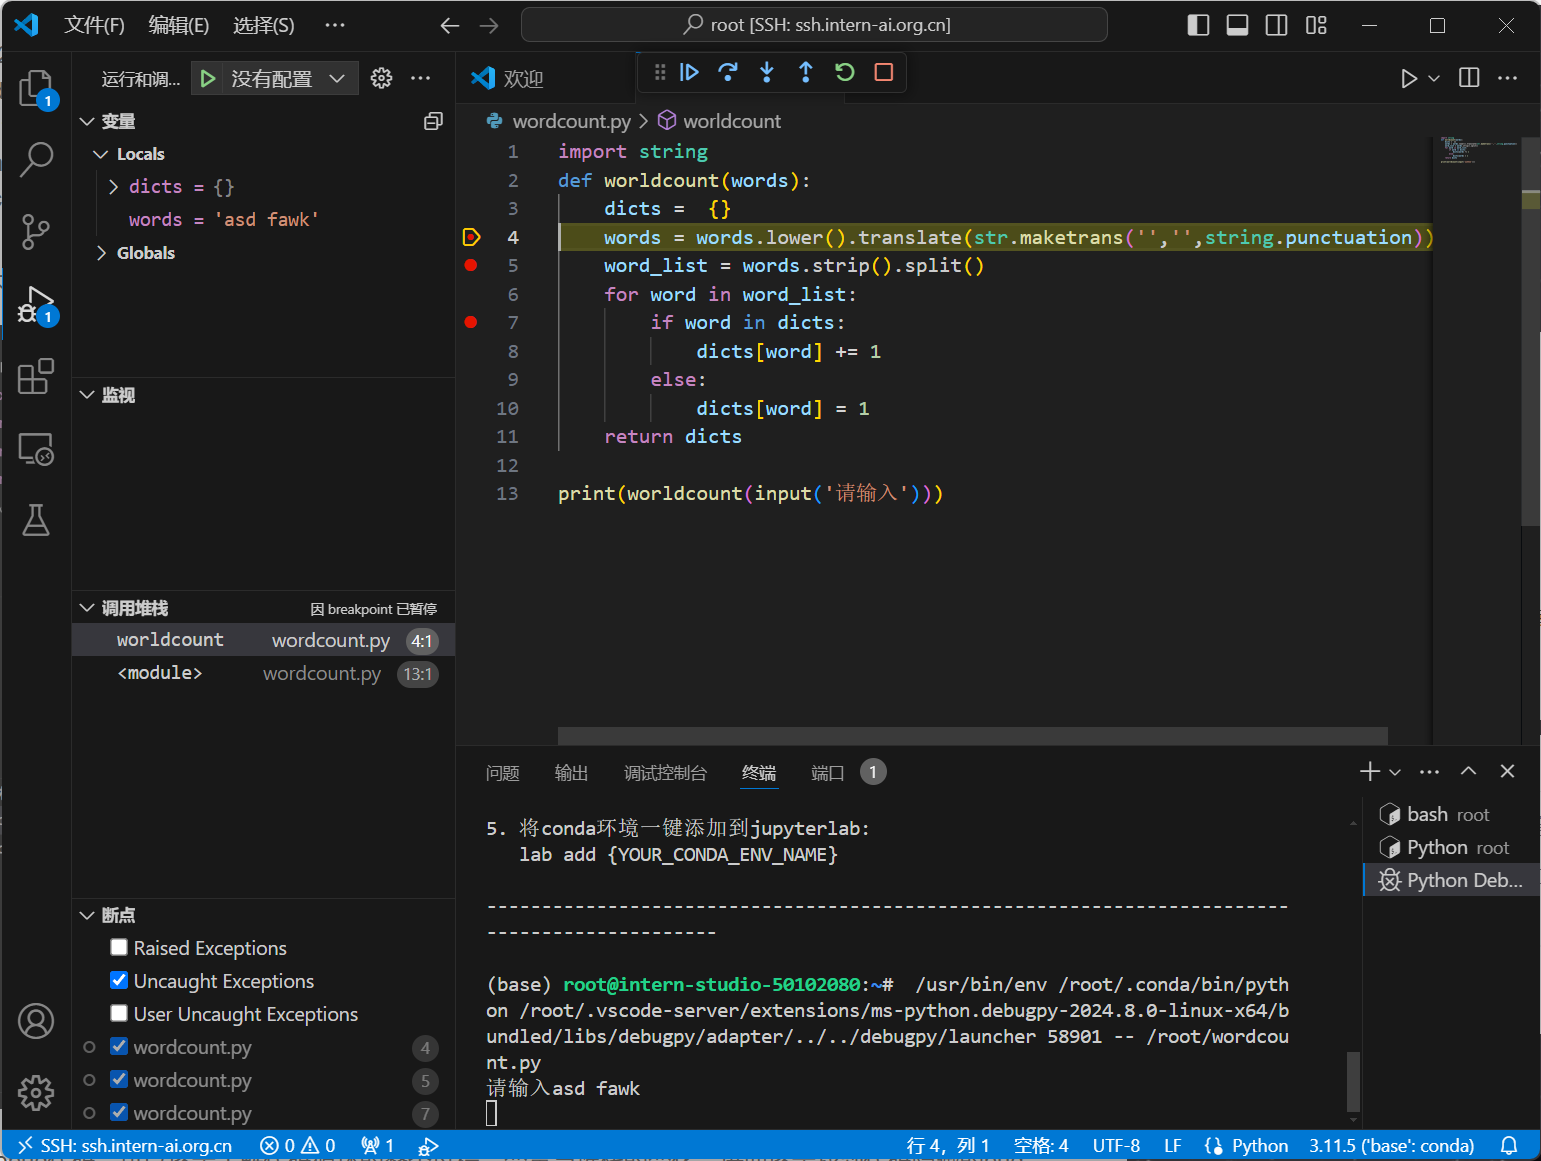 文件(F) 编辑(E) 选择(S) ··· root [SSH: ssh.intern-ai.org.cn]
运行和调... 没有配置 ···
欢迎
变量
Locals
dicts = {}
words = 'asd fawk'
Globals
监视
调用堆栈 因 breakpoint 已暂停
worldcount wordcount.py 4:1
<module> wordcount.py 13:1
断点
Raised Exceptions
Uncaught Exceptions
User Uncaught Exceptions
wordcount.py 4
wordcount.py 5
wordcount.py 7
1
1
wordcount.py > worldcount
1 import string
2 def worldcount(words):
3 dicts =  {}
4 words = words.lower().translate(str.maketrans('','',string.punctuation))
5 word_list = words.strip().split()
6 for word in word_list:
7 if word in dicts:
8 dicts[word] += 1
9 else:
10 dicts[word] = 1
11 return dicts
12
13 print(worldcount(input('请输入')))
问题 输出 调试控制台 终端 端口 1
5. 将conda环境一键添加到jupyterlab:
lab add {YOUR_CONDA_ENV_NAME}
---------------------------------------------------------------------------
---------------------
(base) root@intern-studio-50102080:~#  /usr/bin/env /root/.conda/bin/pyth
on /root/.vscode-server/extensions/ms-python.debugpy-2024.8.0-linux-x64/b
undled/libs/debugpy/adapter/../../debugpy/launcher 58901 -- /root/wordcou
nt.py
请输入asd fawk
bash root
Python root
Python Deb...
SSH: ssh.intern-ai.org.cn 0 0 1 行 4，列 1 空格: 4 UTF-8 LF Python 3.11.5 ('base': conda)